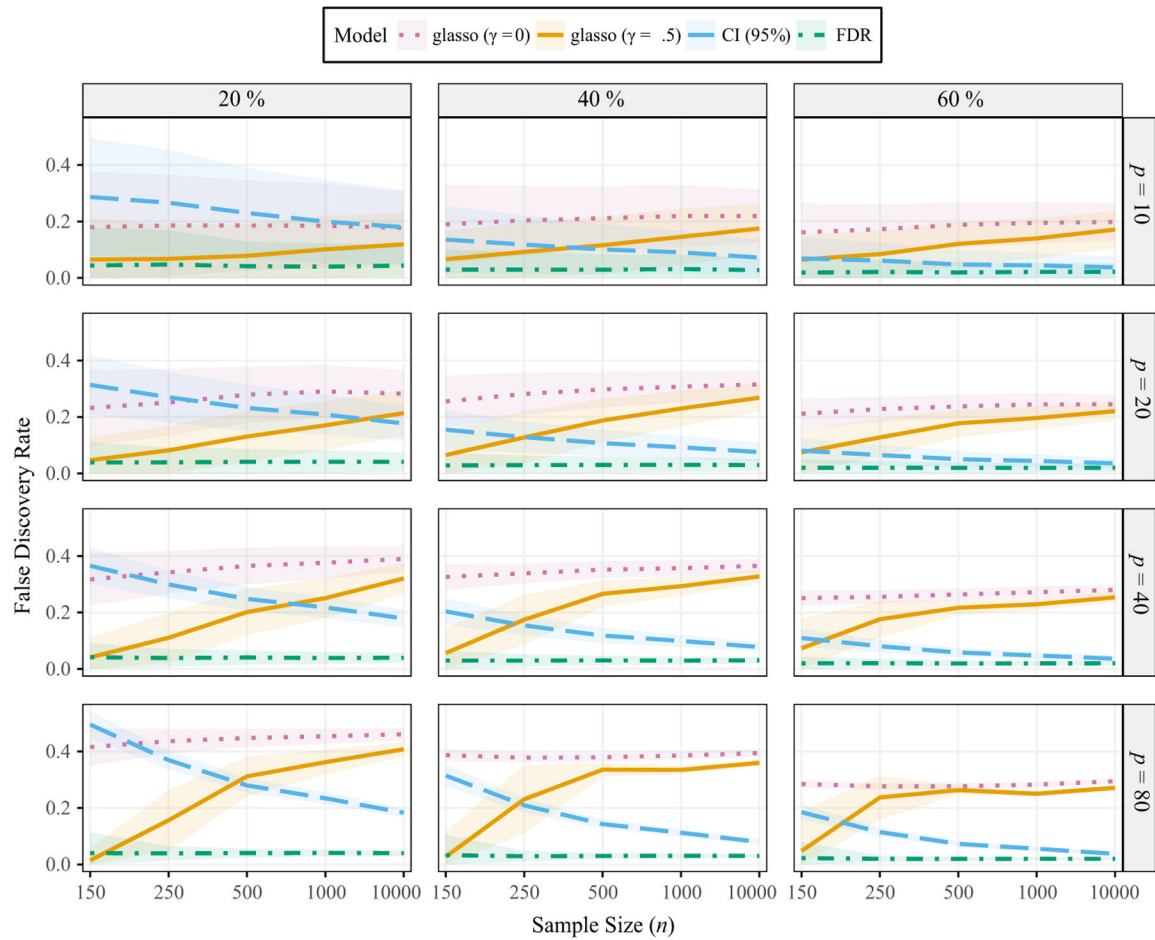 Model glasso (γ = 0) glasso (γ = .5) CI (95%) FDR
20 % 40 % 60 %
0.4
0.2
0.0
p = 10
0.4
0.2
0.0
p = 20
0.4
0.2
0.0
p = 40
0.4
0.2
0.0
p = 80
False Discovery Rate
150 250 500 1000 10000 150 250 500 1000 10000 150 250 500 1000 10000
Sample Size (n)